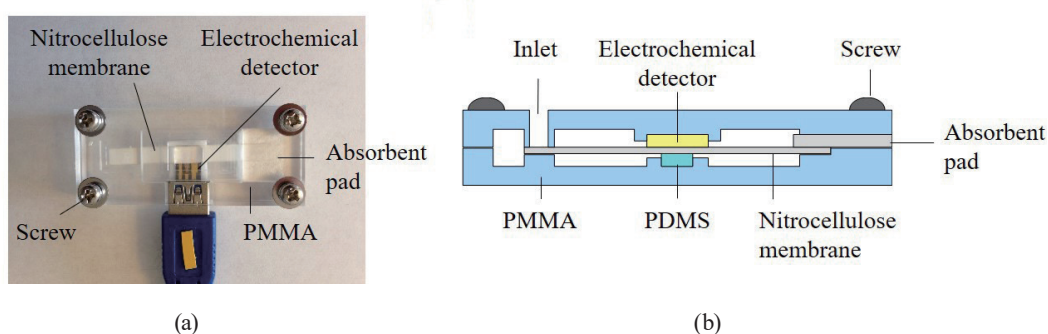 Nitrocellulose
membrane
Electrochemical
detector
Absorbent
pad
Screw
PMMA
(a)
Inlet
Electrochemical
detector
Screw
Absorbent
pad
PMMA
PDMS
Nitrocellulose
membrane
(b)